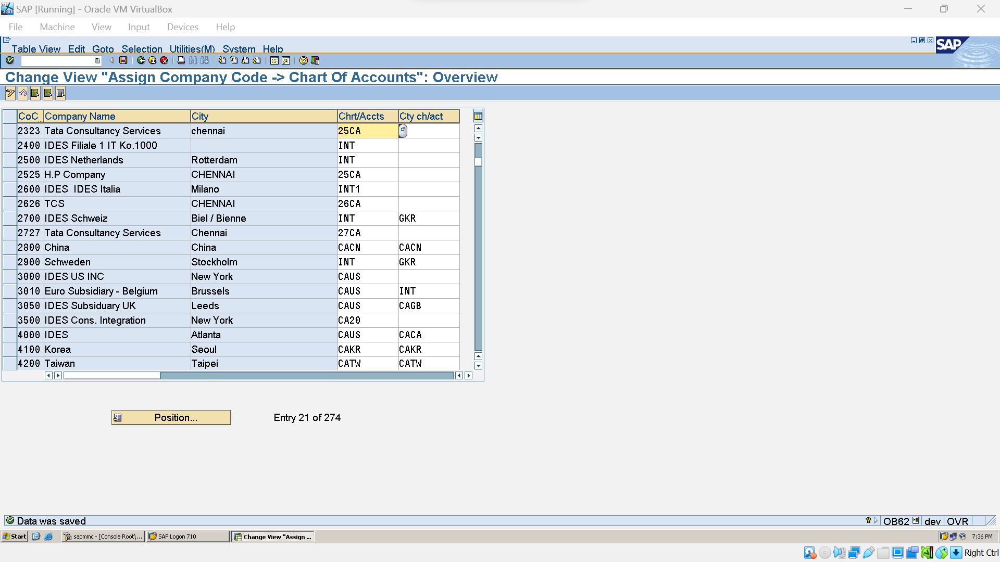 SAP [Running] - Oracle VM VirtualBox
File Machine View Input Devices Help
Table View Edit Goto Selection Utilities(M) System Help
SAP
Change View "Assign Company Code -> Chart Of Accounts": Overview
CoC... Company Name City Chrt/Accts Cty ch/act
2323 Tata Consultancy Services chennai 25CA
2400 IDES Filiale 1 IT Ko.1000 INT
2500 IDES Netherlands Rotterdam INT
2525 H.P Company CHENNAI 25CA
2600 IDES IDES Italia Milano INT1
2626 TCS CHENNAI 26CA
2700 IDES Schweiz Biel / Bienne INT GKR
2727 Tata Consultancy Services Chennai 27CA
2800 China China CACN CACN
2900 Schweden Stockholm INT GKR
3000 IDES US INC New York CAUS
3010 Euro Subsidiary - Belgium Brussels CAUS INT
3050 IDES Subsiduary UK Leeds CAUS CAGB
3500 IDES Cons. Integration New York CA20
4000 IDES Atlanta CAUS CACA
4100 Korea Seoul CAKR CAKR
4200 Taiwan Taipei CATW CATW
Position... Entry 21 of 274
Data was saved OB62 dev OVR
Start sapmmc - [Console Root\... SAP Logon 710 Change View "Assign ... 7:36 PM
Right Ctrl